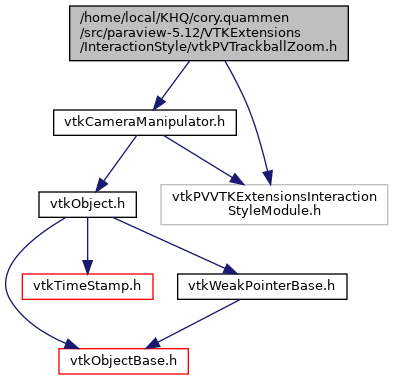 /home/local/KHQ/cory.quammen
/src/paraview-5.12/VTKExtensions
/InteractionStyle/vtkPVTrackballZoom.h
vtkCameraManipulator.h
vtkObject.h
vtkPVVTKExtensionsInteraction
StyleModule.h
vtkTimeStamp.h
vtkWeakPointerBase.h
vtkObjectBase.h